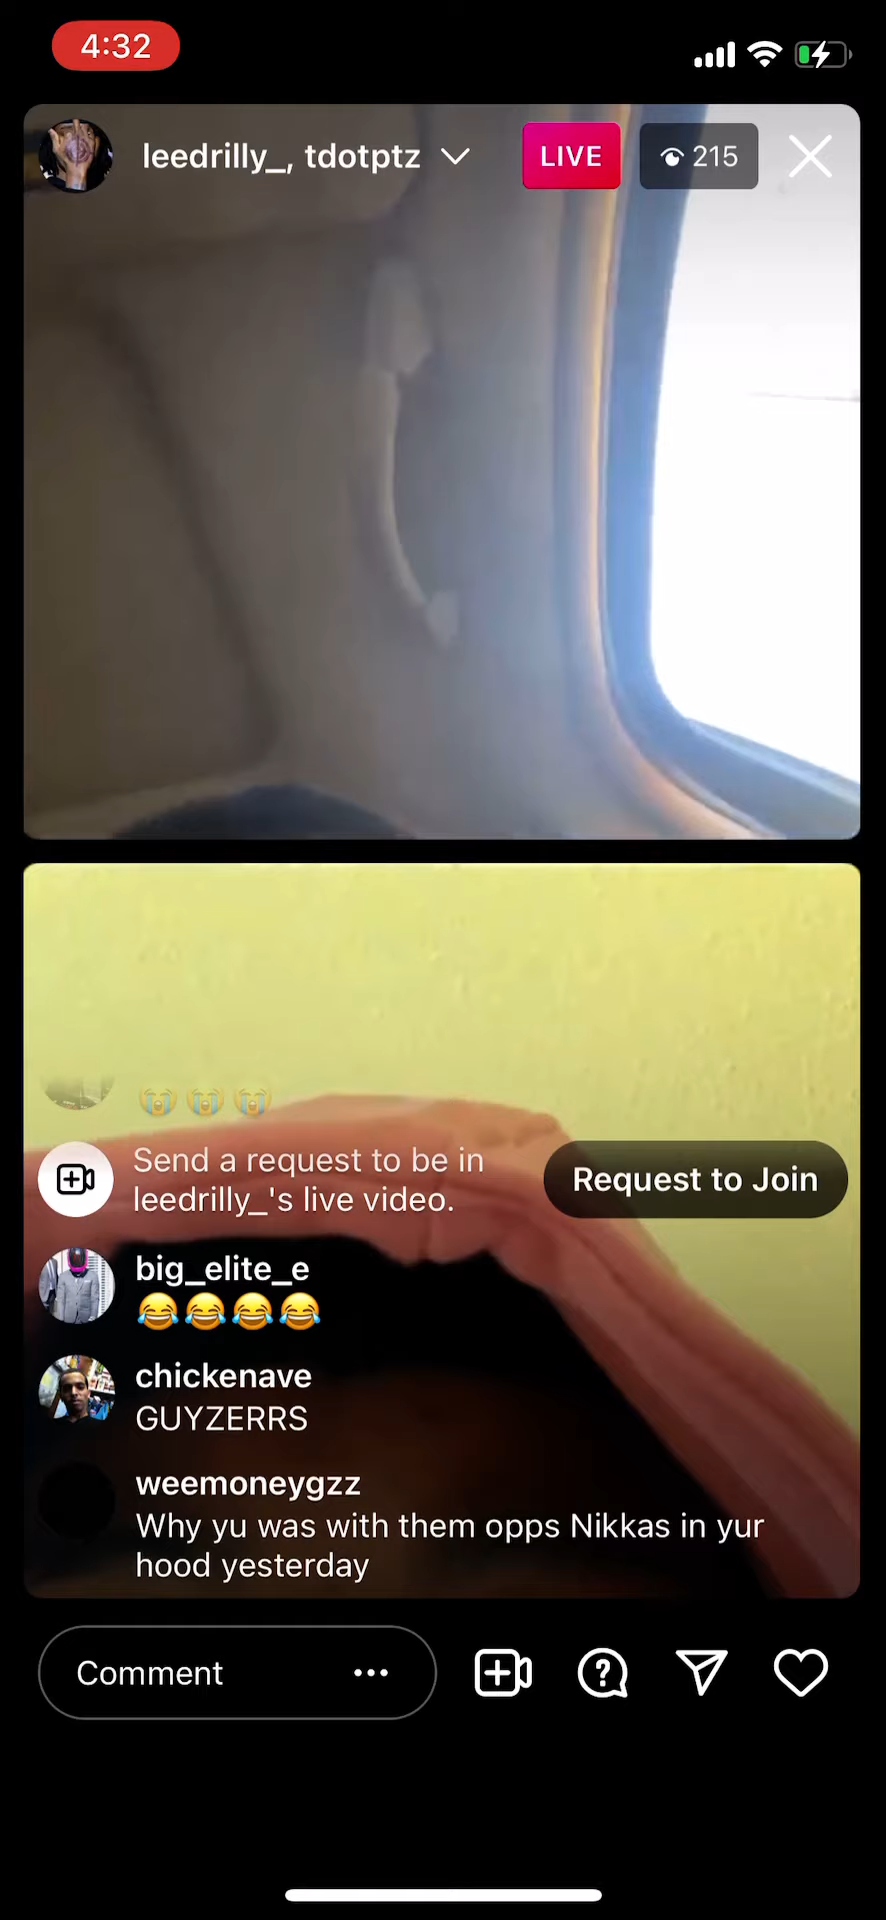 4:32
leedrilly_, tdotptz
LIVE
215
😭😭😭
Send a request to be in
leedrilly_'s live video.
Request to Join
big_elite_e
😂😂😂😂
chickenave
GUYZERRS
weemoneygzz
Why yu was with them opps Nikkas in yur
hood yesterday
Comment